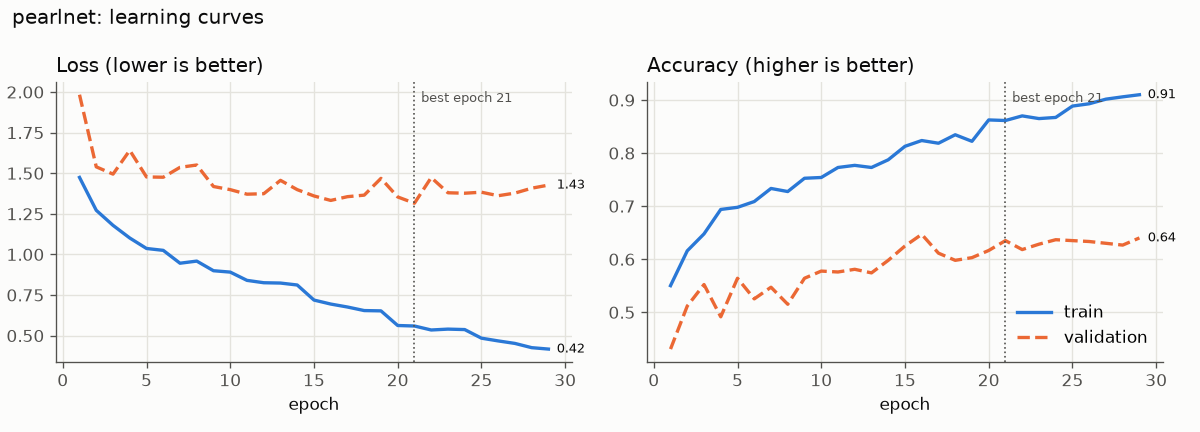 pearlnet: learning curves
Loss (lower is better)
2.00
1.75
1.50
1.25
1.00
0.75
0.50
best epoch 21
1.43
0.42
0 5 10 15 20 25 30
epoch
Accuracy (higher is better)
0.9
0.8
0.7
0.6
0.5
best epoch 21
0.91
0.64
train
validation
0 5 10 15 20 25 30
epoch